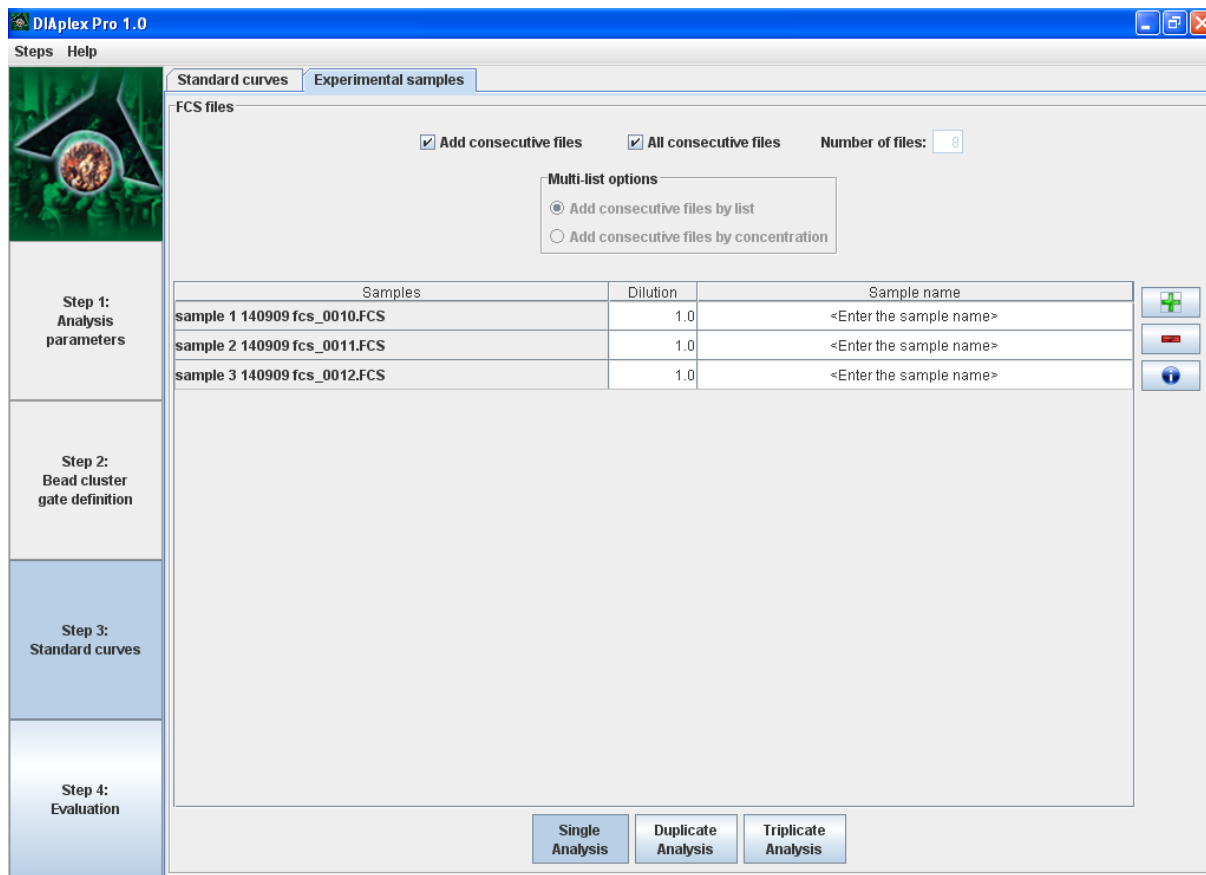 DIAplex Pro 1.0
Steps Help
Standard curves Experimental samples
FCS files
Add consecutive files All consecutive files Number of files: 8
Multi-list options
Add consecutive files by list
Add consecutive files by concentration
Samples Dilution Sample name
sample 1 140909 fcs_0010.FCS 1.0 <Enter the sample name>
sample 2 140909 fcs_0011.FCS 1.0 <Enter the sample name>
sample 3 140909 fcs_0012.FCS 1.0 <Enter the sample name>
Step 1:
Analysis
parameters
Step 2:
Bead cluster
gate definition
Step 3:
Standard curves
Step 4:
Evaluation
Single
Analysis
Duplicate
Analysis
Triplicate
Analysis